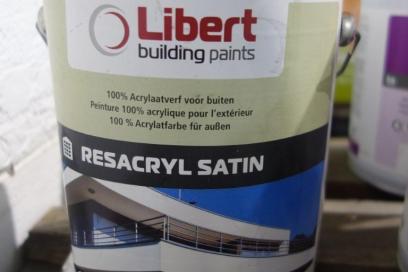 Libert
building paints
100% Acrylaatverf voor buiten
Peinture 100% acrylique pour l'extérieur
100 % Acrylatfarbe für außen
RESACRYL SATIN